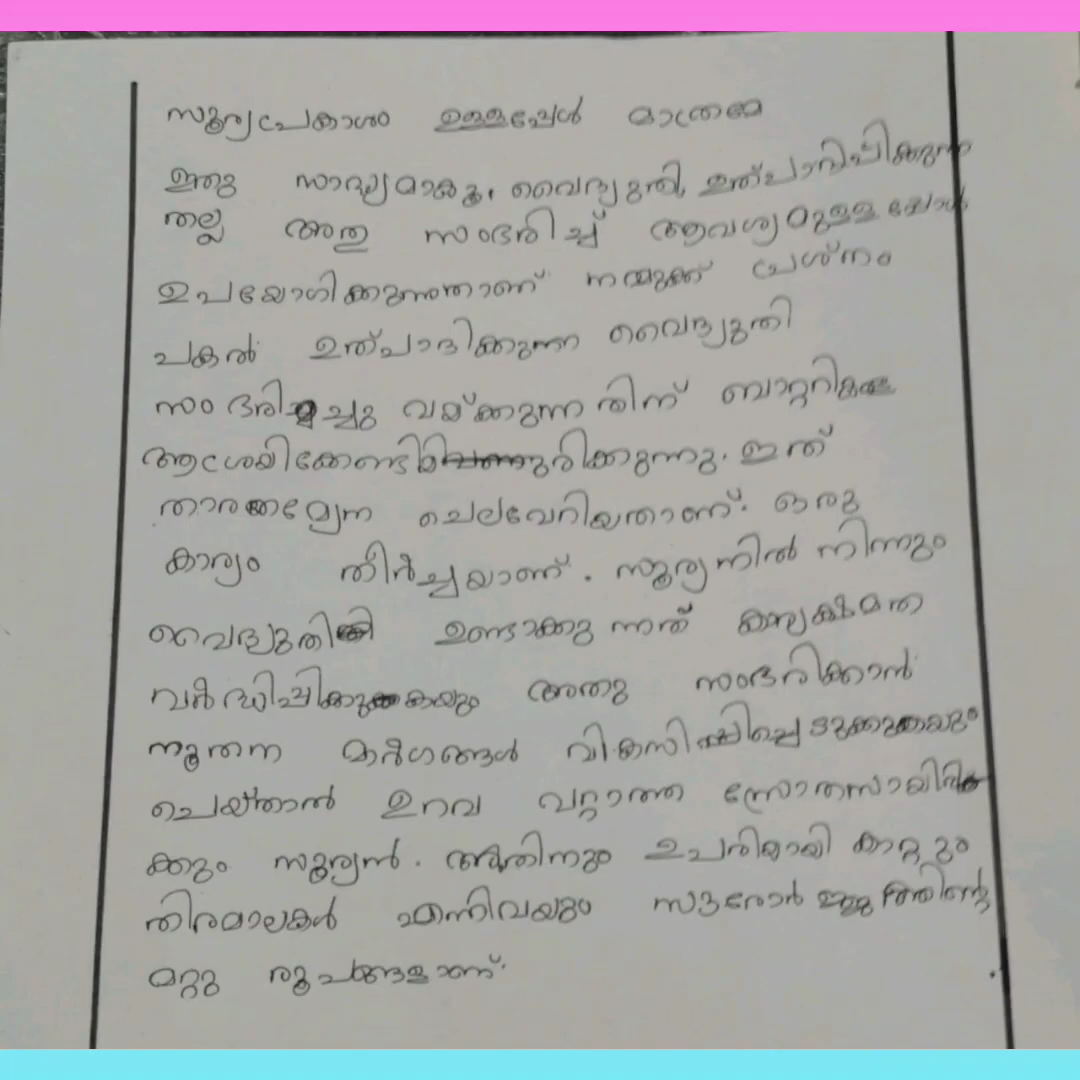 സൂര്യപ്രകാശം ഉള്ളപ്പോൾ മാത്രമേ
ഇതു സാദ്ധ്യമാകൂ, വൈദ്യുതി, ഉത്പാദിപ്പിക്കുന്ന
തല്ല അതു സംഭരിച്ച് ആവശ്യമുള്ളപ്പോൾ
ഉപയോഗിക്കുന്നതാണ് നമുക്ക് പ്രശ്നം
പകൽ ഉത്പാദിക്കുന്ന വൈദ്യുതി
സംഭരിച്ചു വയ്ക്കുന്നതിന് ബാറ്ററികളെ
ആശ്രയിക്കേണ്ടിയിരിക്കുന്നു. ഇത്
താരതമ്യേന ചെലവേറിയതാണ്. ഒരു
കാര്യം തീർച്ചയാണ്. സൂര്യനിൽ നിന്നും
വൈദ്യുതി ഉണ്ടാക്കുന്നത് കാര്യക്ഷമത
വർദ്ധിപ്പിക്കുകയും അതു സംഭരിക്കാൻ
നൂതന മാർഗങ്ങൾ വികസിപ്പിച്ചെടുക്കുകയും
ചെയ്താൽ ഉറവ വറ്റാത്ത സ്രോതസായിരി
ക്കും സൂര്യൻ. അതിനും ഉപരിയായി കാറ്റും
തിരമാലകൾ എന്നിവയും സൗരോർജ്ജത്തിന്റെ
മറ്റു രൂപങ്ങളാണ്.